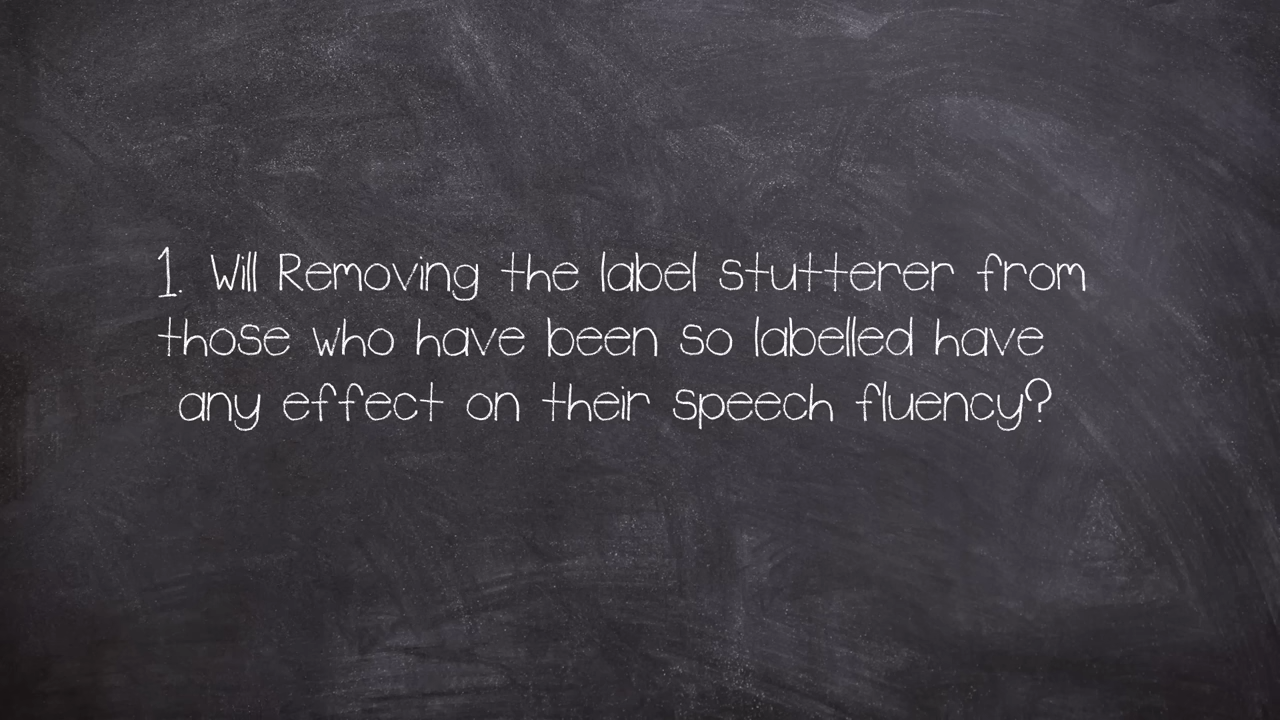 1. Will Removing the label stutterer from
those who have been so labelled have
any effect on their speech fluency?